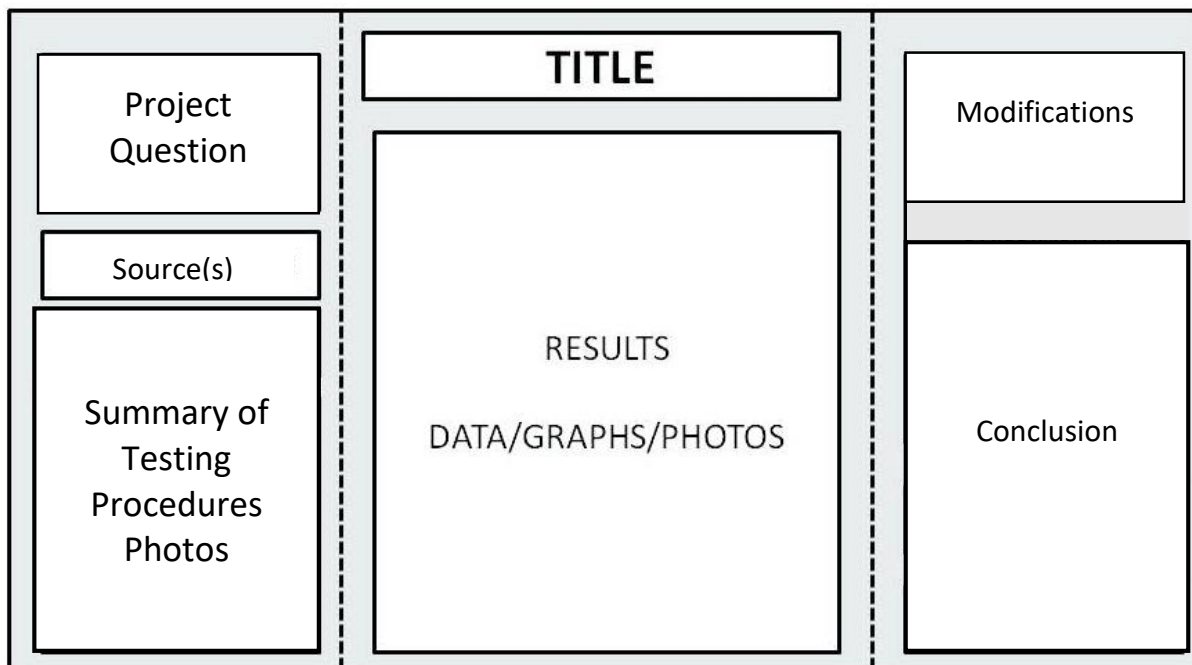 Project
Question
Source(s)
Summary of
Testing
Procedures
Photos
TITLE
RESULTS
DATA/GRAPHS/PHOTOS
Modifications
Conclusion